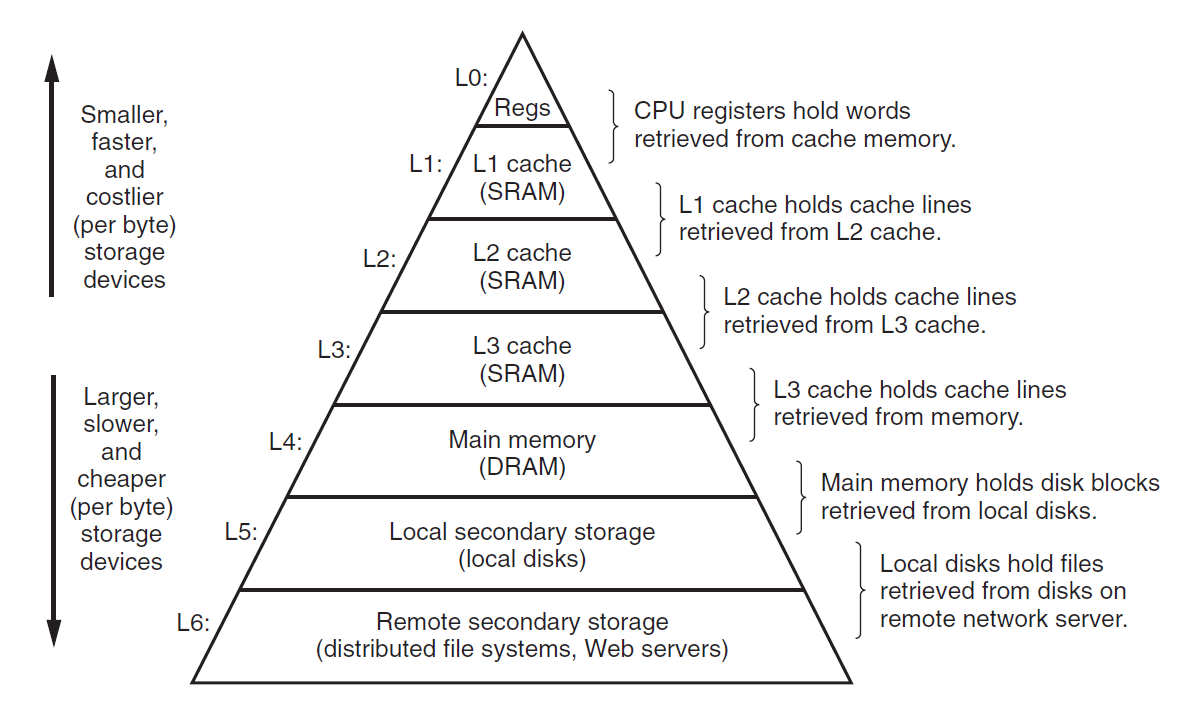 Smaller,
faster,
and
costlier
(per byte)
storage
devices
Larger,
slower,
and
cheaper
(per byte)
storage
devices
L0:
Regs
L1:
L1 cache
(SRAM)
L2:
L2 cache
(SRAM)
L3:
L3 cache
(SRAM)
L4:
Main memory
(DRAM)
L5:
Local secondary storage
(local disks)
L6:
Remote secondary storage
(distributed file systems, Web servers)
CPU registers hold words
retrieved from cache memory.
L1 cache holds cache lines
retrieved from L2 cache.
L2 cache holds cache lines
retrieved from L3 cache.
L3 cache holds cache lines
retrieved from memory.
Main memory holds disk blocks
retrieved from local disks.
Local disks hold files
retrieved from disks on
remote network server.